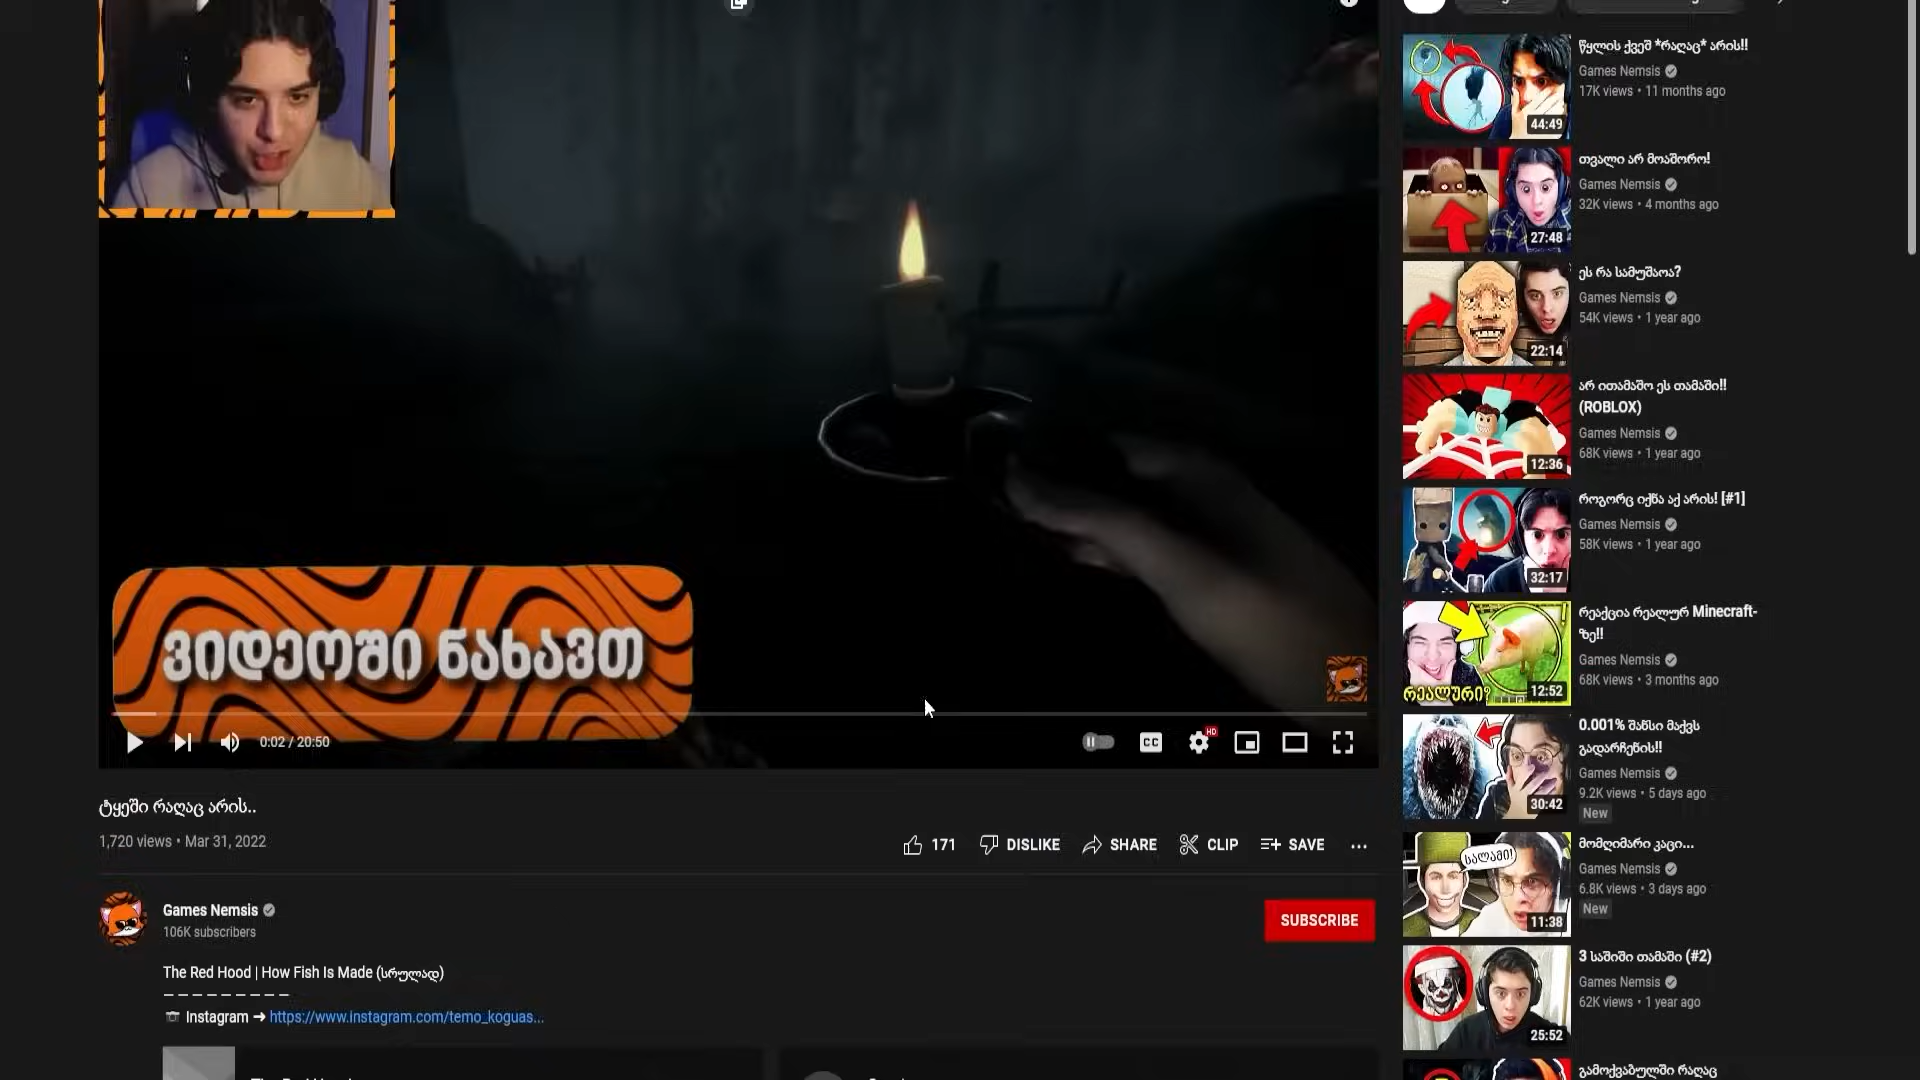 ვიდეოში ნახავთ
0:02 / 20:50
CC
HD
ტყეში რაღაც არის..
1,720 views • Mar 31, 2022
171
DISLIKE
SHARE
CLIP
SAVE
Games Nemsis
106K subscribers
SUBSCRIBE
The Red Hood | How Fish Is Made (სრულად)
– – – – – – – – – –
Instagram ➜ https://www.instagram.com/temo_koguas...
წყლის ქვეშ *რაღაც* არის!!
Games Nemsis
17K views • 11 months ago
44:49
თვალი არ მოაშორო!
Games Nemsis
32K views • 4 months ago
27:48
ეს რა სამუშაოა?
Games Nemsis
54K views • 1 year ago
22:14
არ ითამაშო ეს თამაში!!
(ROBLOX)
Games Nemsis
68K views • 1 year ago
12:36
როგორც იქნა აქ არის! [#1]
Games Nemsis
58K views • 1 year ago
32:17
რეაქცია რეალურ Minecraft-
ზე!!
Games Nemsis
68K views • 3 months ago
რეალური?
12:52
0.001% შანსი მაქვს
გადარჩენის!!
Games Nemsis
9.2K views • 5 days ago
New
30:42
მომღიმარი კაცი...
Games Nemsis
6.8K views • 3 days ago
New
სალამი!
11:38
3 საშიში თამაში (#2)
Games Nemsis
62K views • 1 year ago
25:52
გამოქვაბულში რაღაც